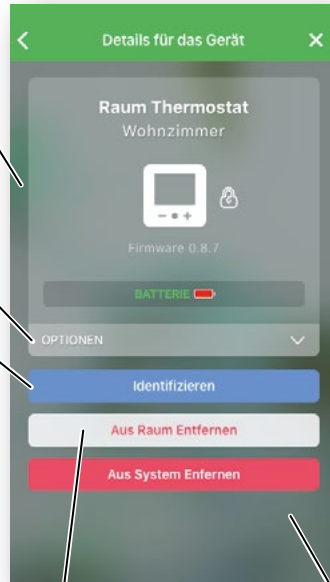 Details für das Gerät
Raum Thermostat
Wohnzimmer
Firmware 0.8.7
BATTERIE
OPTIONEN
Identifizieren
Aus Raum Entfernen
Aus System Enfernen